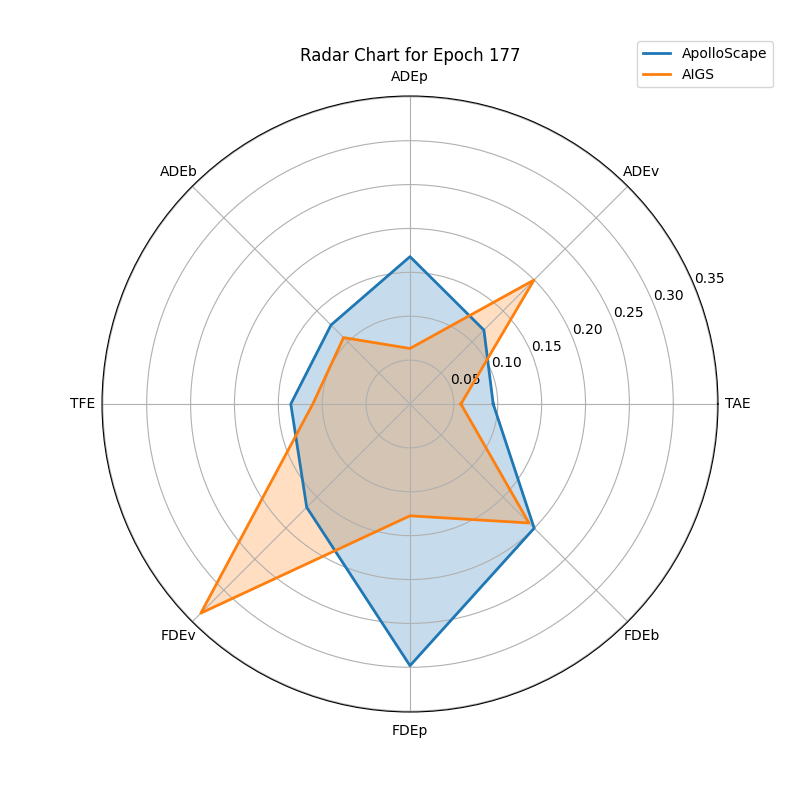 Radar Chart for Epoch 177
ApolloScape
AIGS
ADEp
ADEb
ADEv
0.35
0.30
0.25
0.20
0.15
0.10
0.05
TFE
TAE
FDEv
FDEb
FDEp